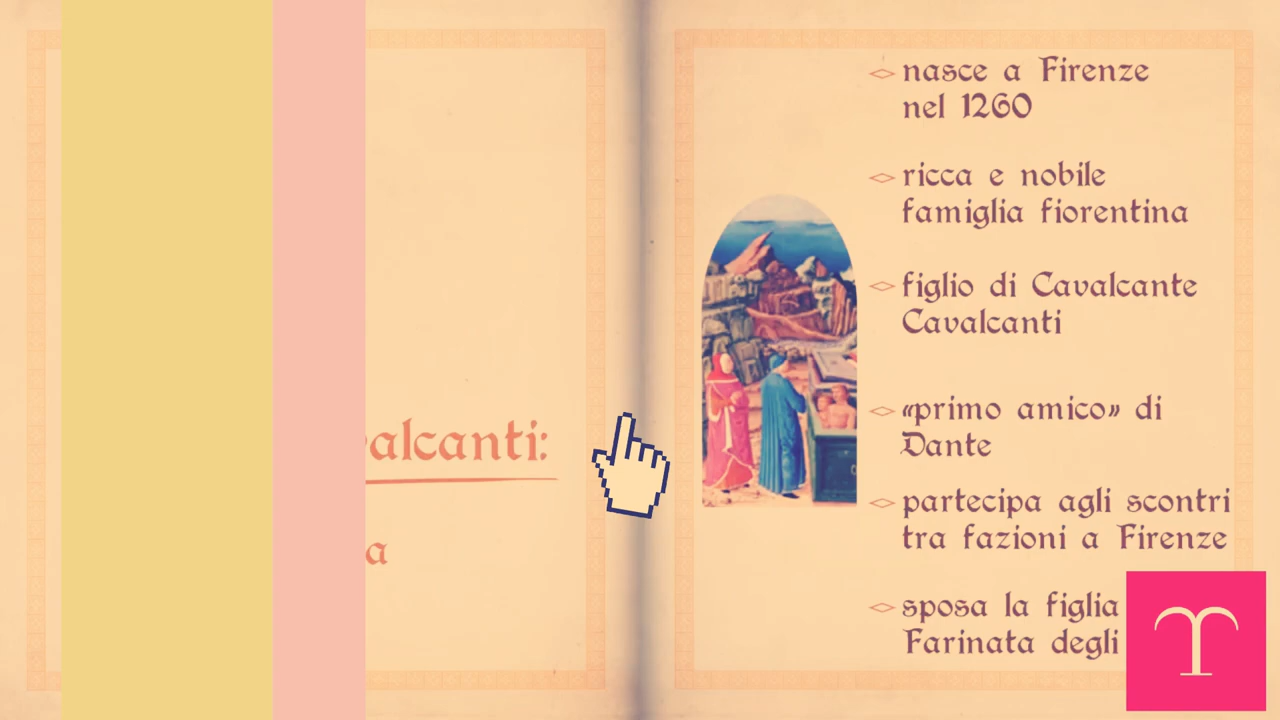 alcanti:
a
nasce a Firenze
nel 1260
ricca e nobile
famiglia fiorentina
figlio di Cavalcante
Cavalcanti
«primo amico» di
Dante
partecipa agli scontri
tra fazioni a Firenze
sposa la figlia
Farinata degli